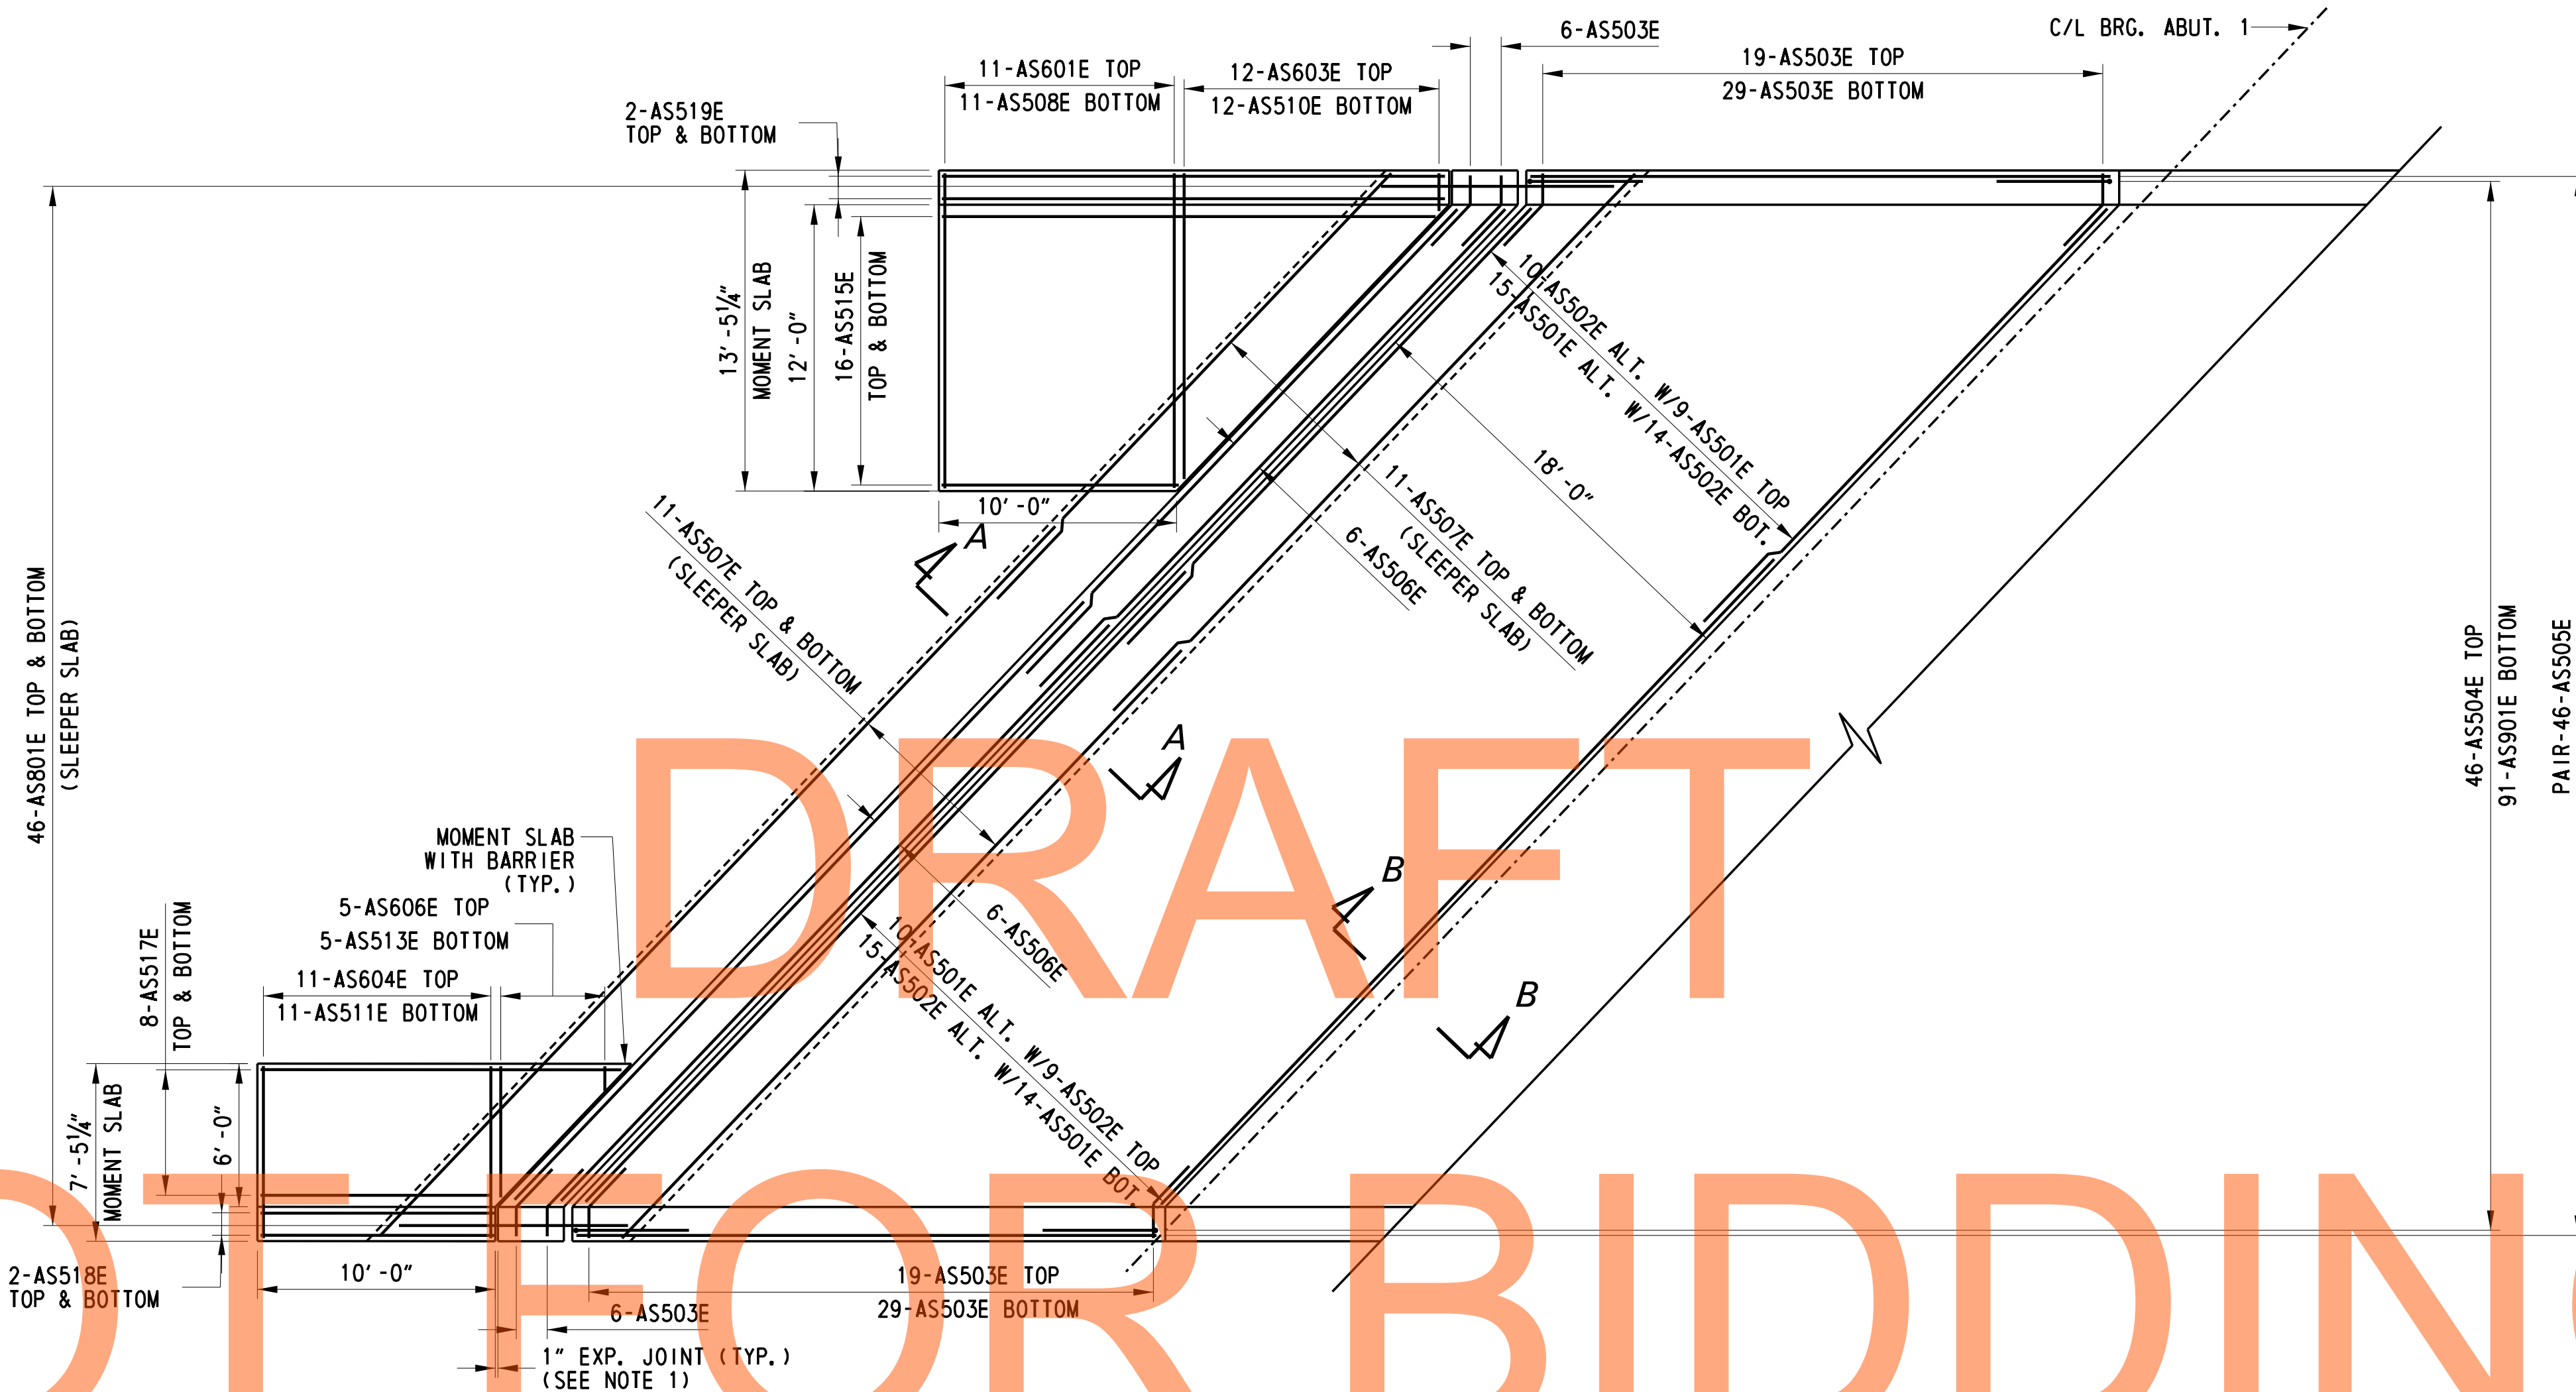 6-AS503E
C/L BRG. ABUT. 1
11-AS601E TOP
11-AS508E BOTTOM
12-AS603E TOP
12-AS510E BOTTOM
19-AS503E TOP
29-AS503E BOTTOM
2-AS519E
TOP & BOTTOM
13'-5¼"
MOMENT SLAB
12'-0"
16-AS515E
TOP & BOTTOM
10'-0"
10-AS502E ALT. W/9-AS501E TOP
15-AS501E ALT. W/14-AS502E BOT.
18'-0"
11-AS507E TOP & BOTTOM
(SLEEPER SLAB)
6-AS506E
A
11-AS507E TOP & BOTTOM
(SLEEPER SLAB)
46-AS801E TOP & BOTTOM
(SLEEPER SLAB)
46-AS504E TOP
91-AS901E BOTTOM
PAIR-46-AS505E
A
DRAFT
MOMENT SLAB
WITH BARRIER
(TYP.)
B
5-AS606E TOP
5-AS513E BOTTOM
6-AS506E
10-AS501E ALT. W/9-AS502E TOP
15-AS502E ALT. W/14-AS501E BOT.
B
8-AS517E
TOP & BOTTOM
11-AS604E TOP
11-AS511E BOTTOM
7'-5¼"
MOMENT SLAB
6'-0"
OT FOR BIDDIN
2-AS518E
TOP & BOTTOM
10'-0"
19-AS503E TOP
29-AS503E BOTTOM
6-AS503E
1" EXP. JOINT (TYP.)
(SEE NOTE 1)